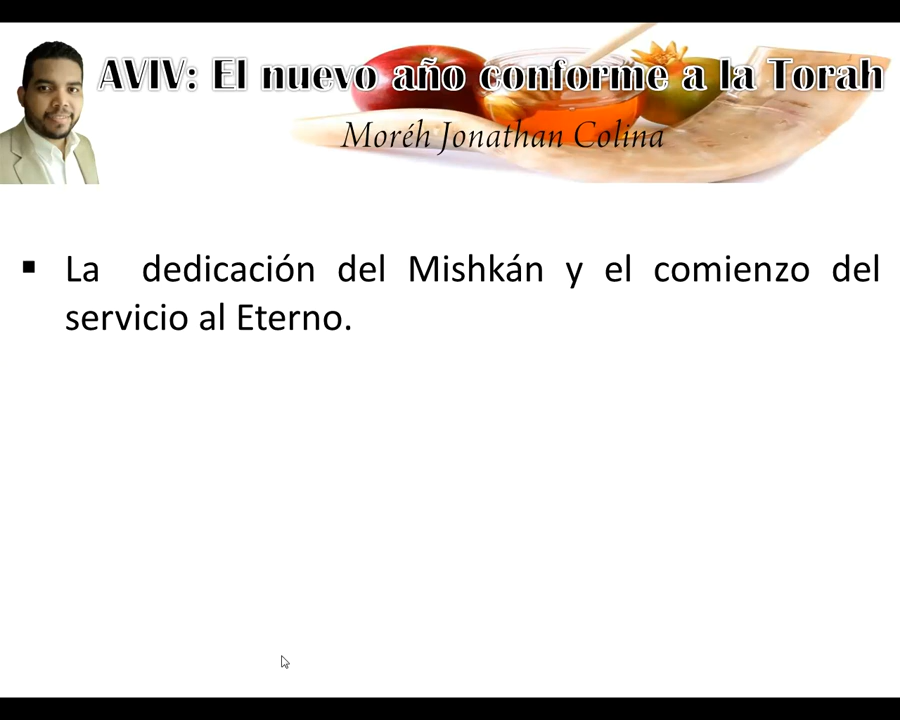 AVIV: El nuevo año conforme a la Torah
Moréh Jonathan Colina
▪ La dedicación del Mishkán y el comienzo del
servicio al Eterno.